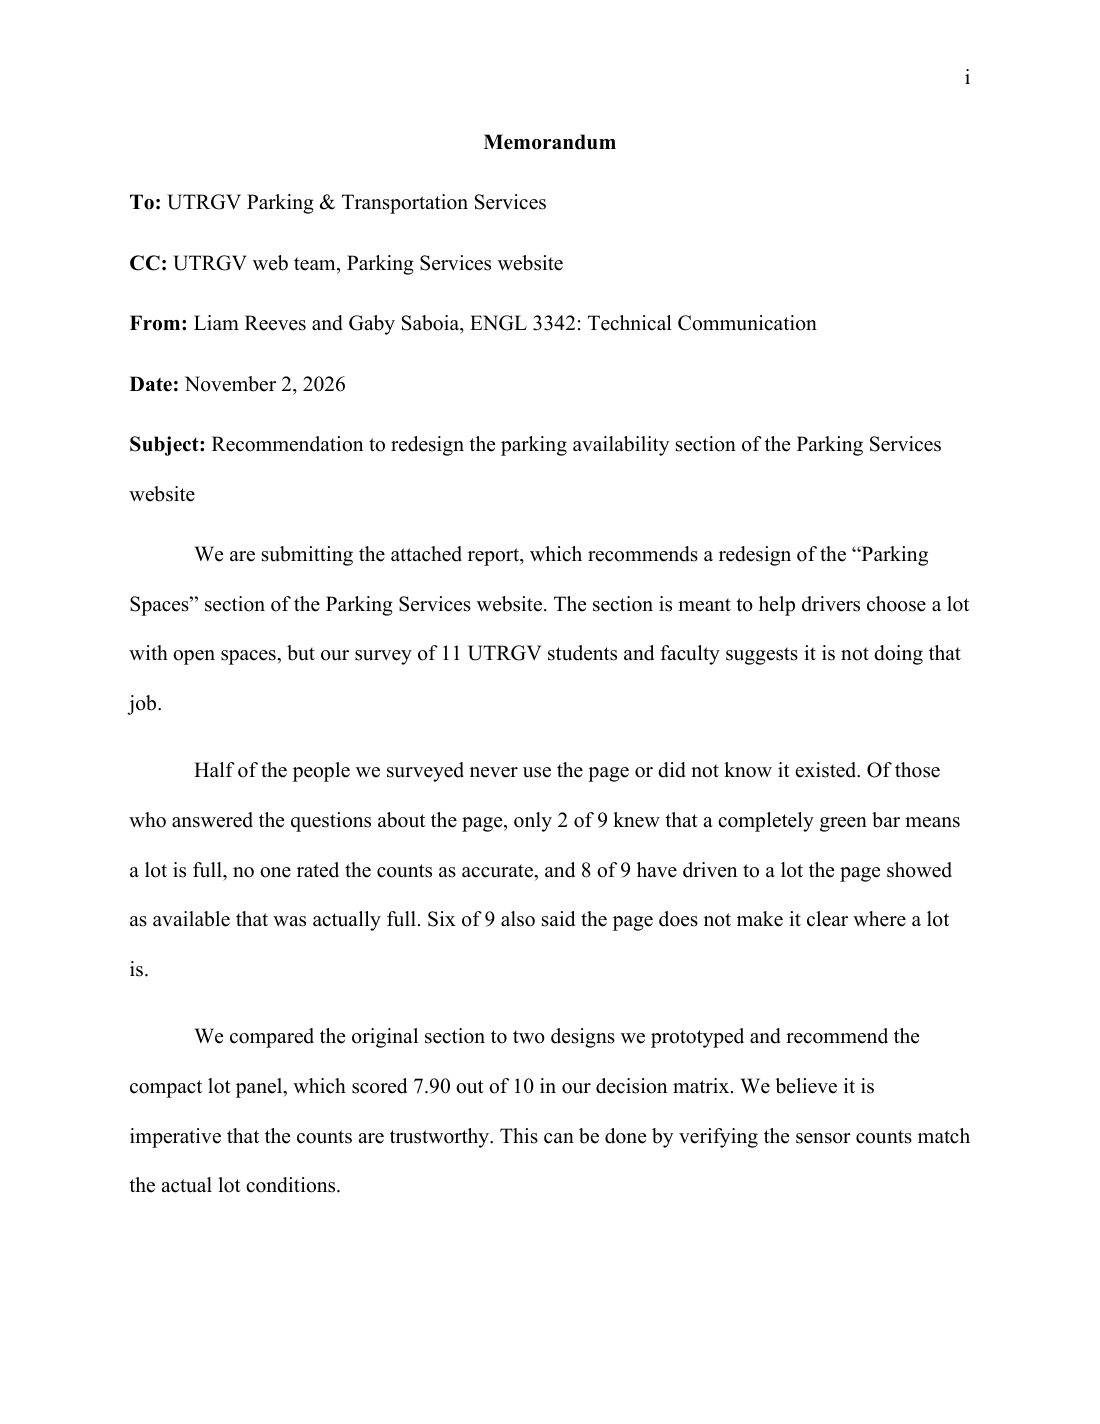 i
Memorandum
To: UTRGV Parking & Transportation Services
CC: UTRGV web team, Parking Services website
From: Liam Reeves and Gaby Saboia, ENGL 3342: Technical Communication
Date: November 2, 2026
Subject: Recommendation to redesign the parking availability section of the Parking Services
website
We are submitting the attached report, which recommends a redesign of the “Parking
Spaces” section of the Parking Services website. The section is meant to help drivers choose a lot
with open spaces, but our survey of 11 UTRGV students and faculty suggests it is not doing that
job.
Half of the people we surveyed never use the page or did not know it existed. Of those
who answered the questions about the page, only 2 of 9 knew that a completely green bar means
a lot is full, no one rated the counts as accurate, and 8 of 9 have driven to a lot the page showed
as available that was actually full. Six of 9 also said the page does not make it clear where a lot
is.
We compared the original section to two designs we prototyped and recommend the
compact lot panel, which scored 7.90 out of 10 in our decision matrix. We believe it is
imperative that the counts are trustworthy. This can be done by verifying the sensor counts match
the actual lot conditions.